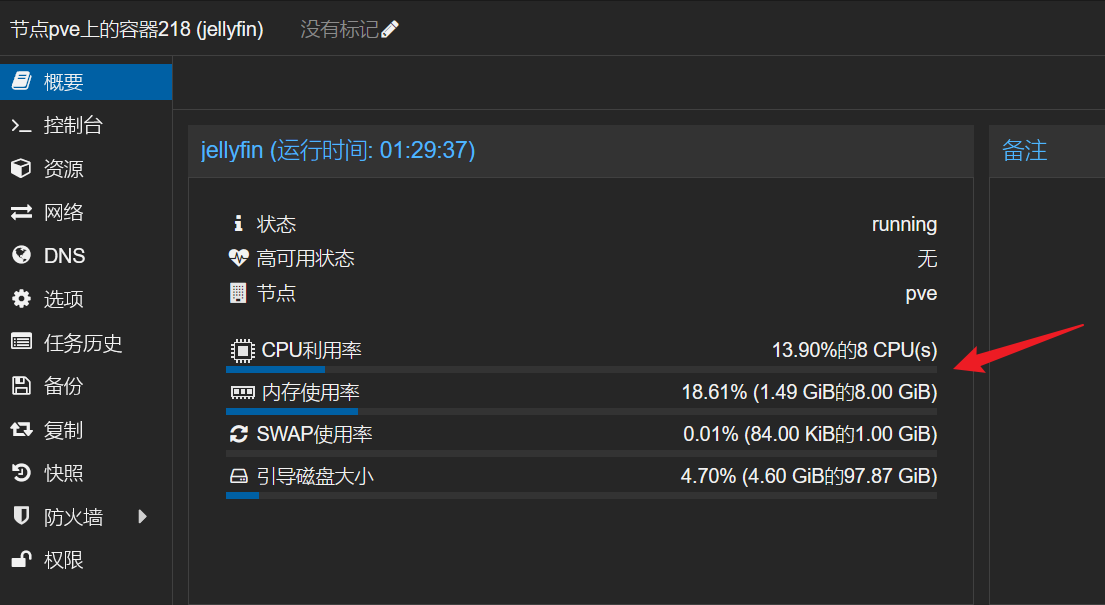 节点pve上的容器218 (jellyfin) 没有标记
概要
控制台
资源
网络
DNS
选项
任务历史
备份
复制
快照
防火墙
权限
jellyfin (运行时间: 01:29:37)
状态 running
高可用状态 无
节点 pve
CPU利用率 13.90%的8 CPU(s)
内存使用率 18.61% (1.49 GiB的8.00 GiB)
SWAP使用率 0.01% (84.00 KiB的1.00 GiB)
引导磁盘大小 4.70% (4.60 GiB的97.87 GiB)
备注